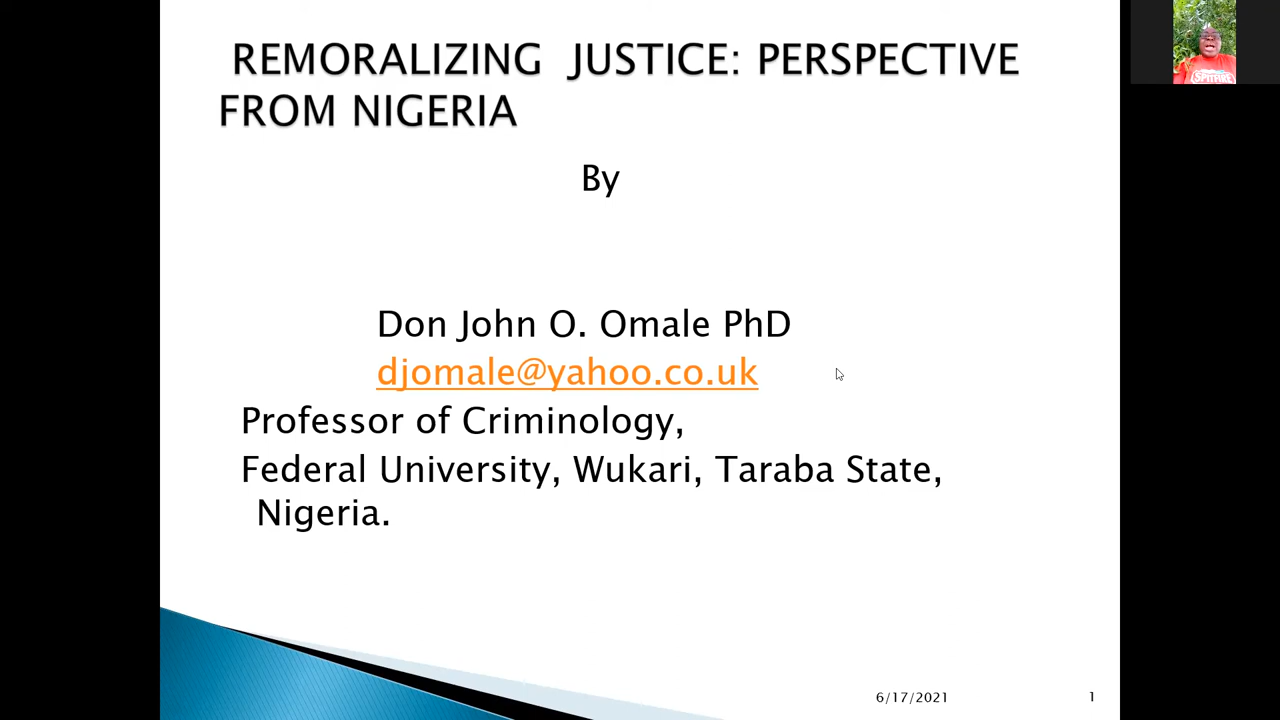 REMORALIZING JUSTICE: PERSPECTIVE
FROM NIGERIA
By
Don John O. Omale PhD
djomale@yahoo.co.uk
Professor of Criminology,
Federal University, Wukari, Taraba State,
Nigeria.
6/17/2021 1
SPITFIRE